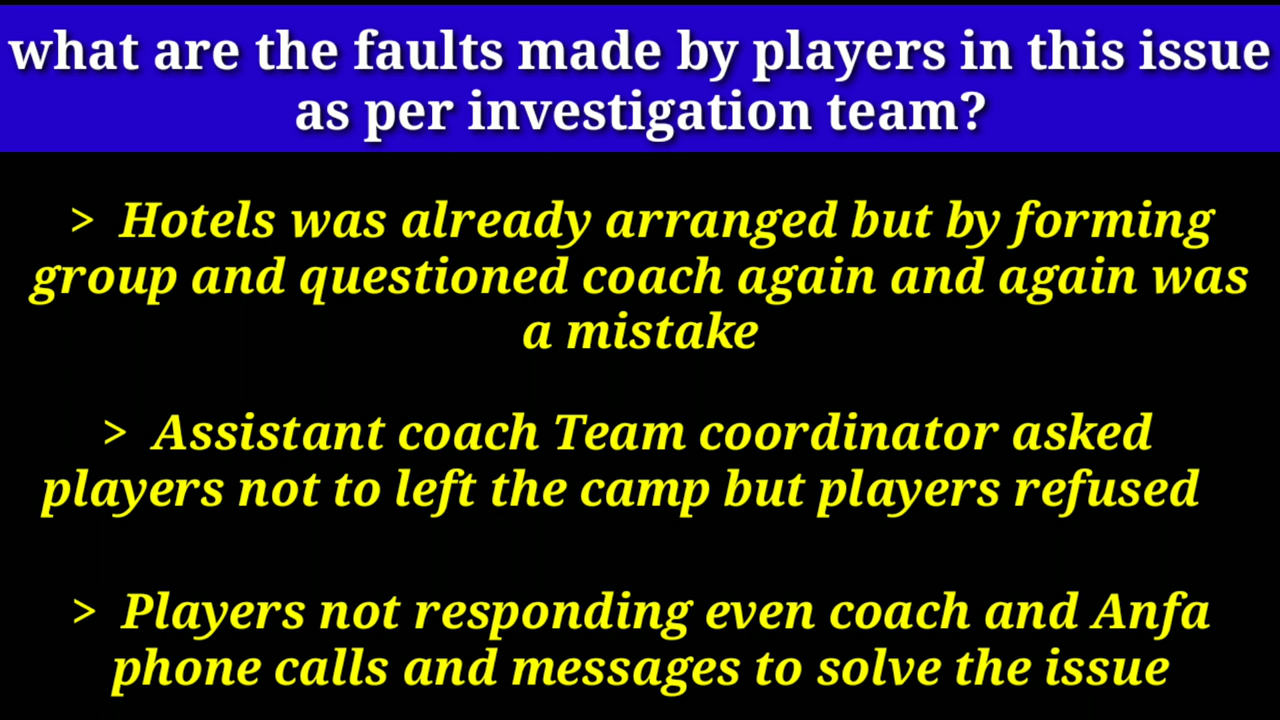 what are the faults made by players in this issue
as per investigation team?
> Hotels was already arranged but by forming
group and questioned coach again and again was
a mistake
> Assistant coach Team coordinator asked
players not to left the camp but players refused
> Players not responding even coach and Anfa
phone calls and messages to solve the issue